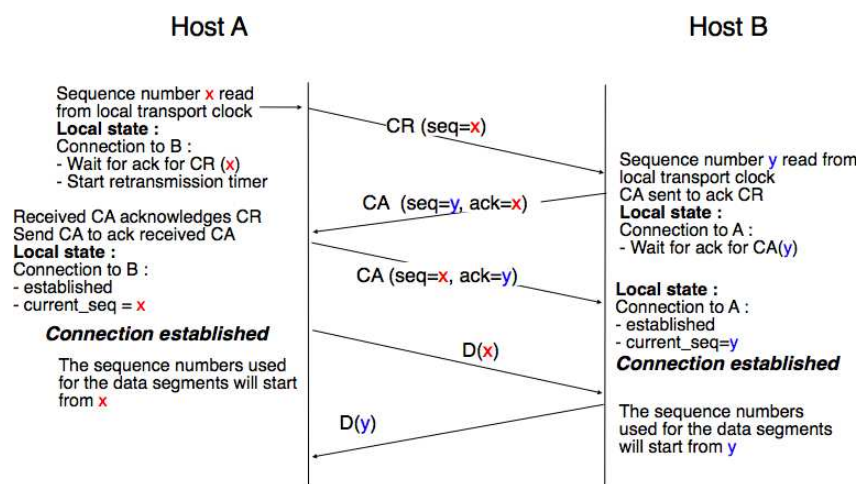 Host A
Host B
Sequence number x read
from local transport clock
Local state :
Connection to B :
- Wait for ack for CR (x)
- Start retransmission timer
CR (seq=x)
Sequence number y read from
local transport clock
CA sent to ack CR
Local state :
Connection to A :
- Wait for ack for CA(y)
CA (seq=y, ack=x)
Received CA acknowledges CR
Send CA to ack received CA
Local state :
Connection to B :
- established
- current_seq = x
Connection established
CA (seq=x, ack=y)
Local state :
Connection to A :
- established
- current_seq=y
Connection established
The sequence numbers used
for the data segments will start
from x
D(x)
D(y)
The sequence numbers
used for the data segments
will start from y